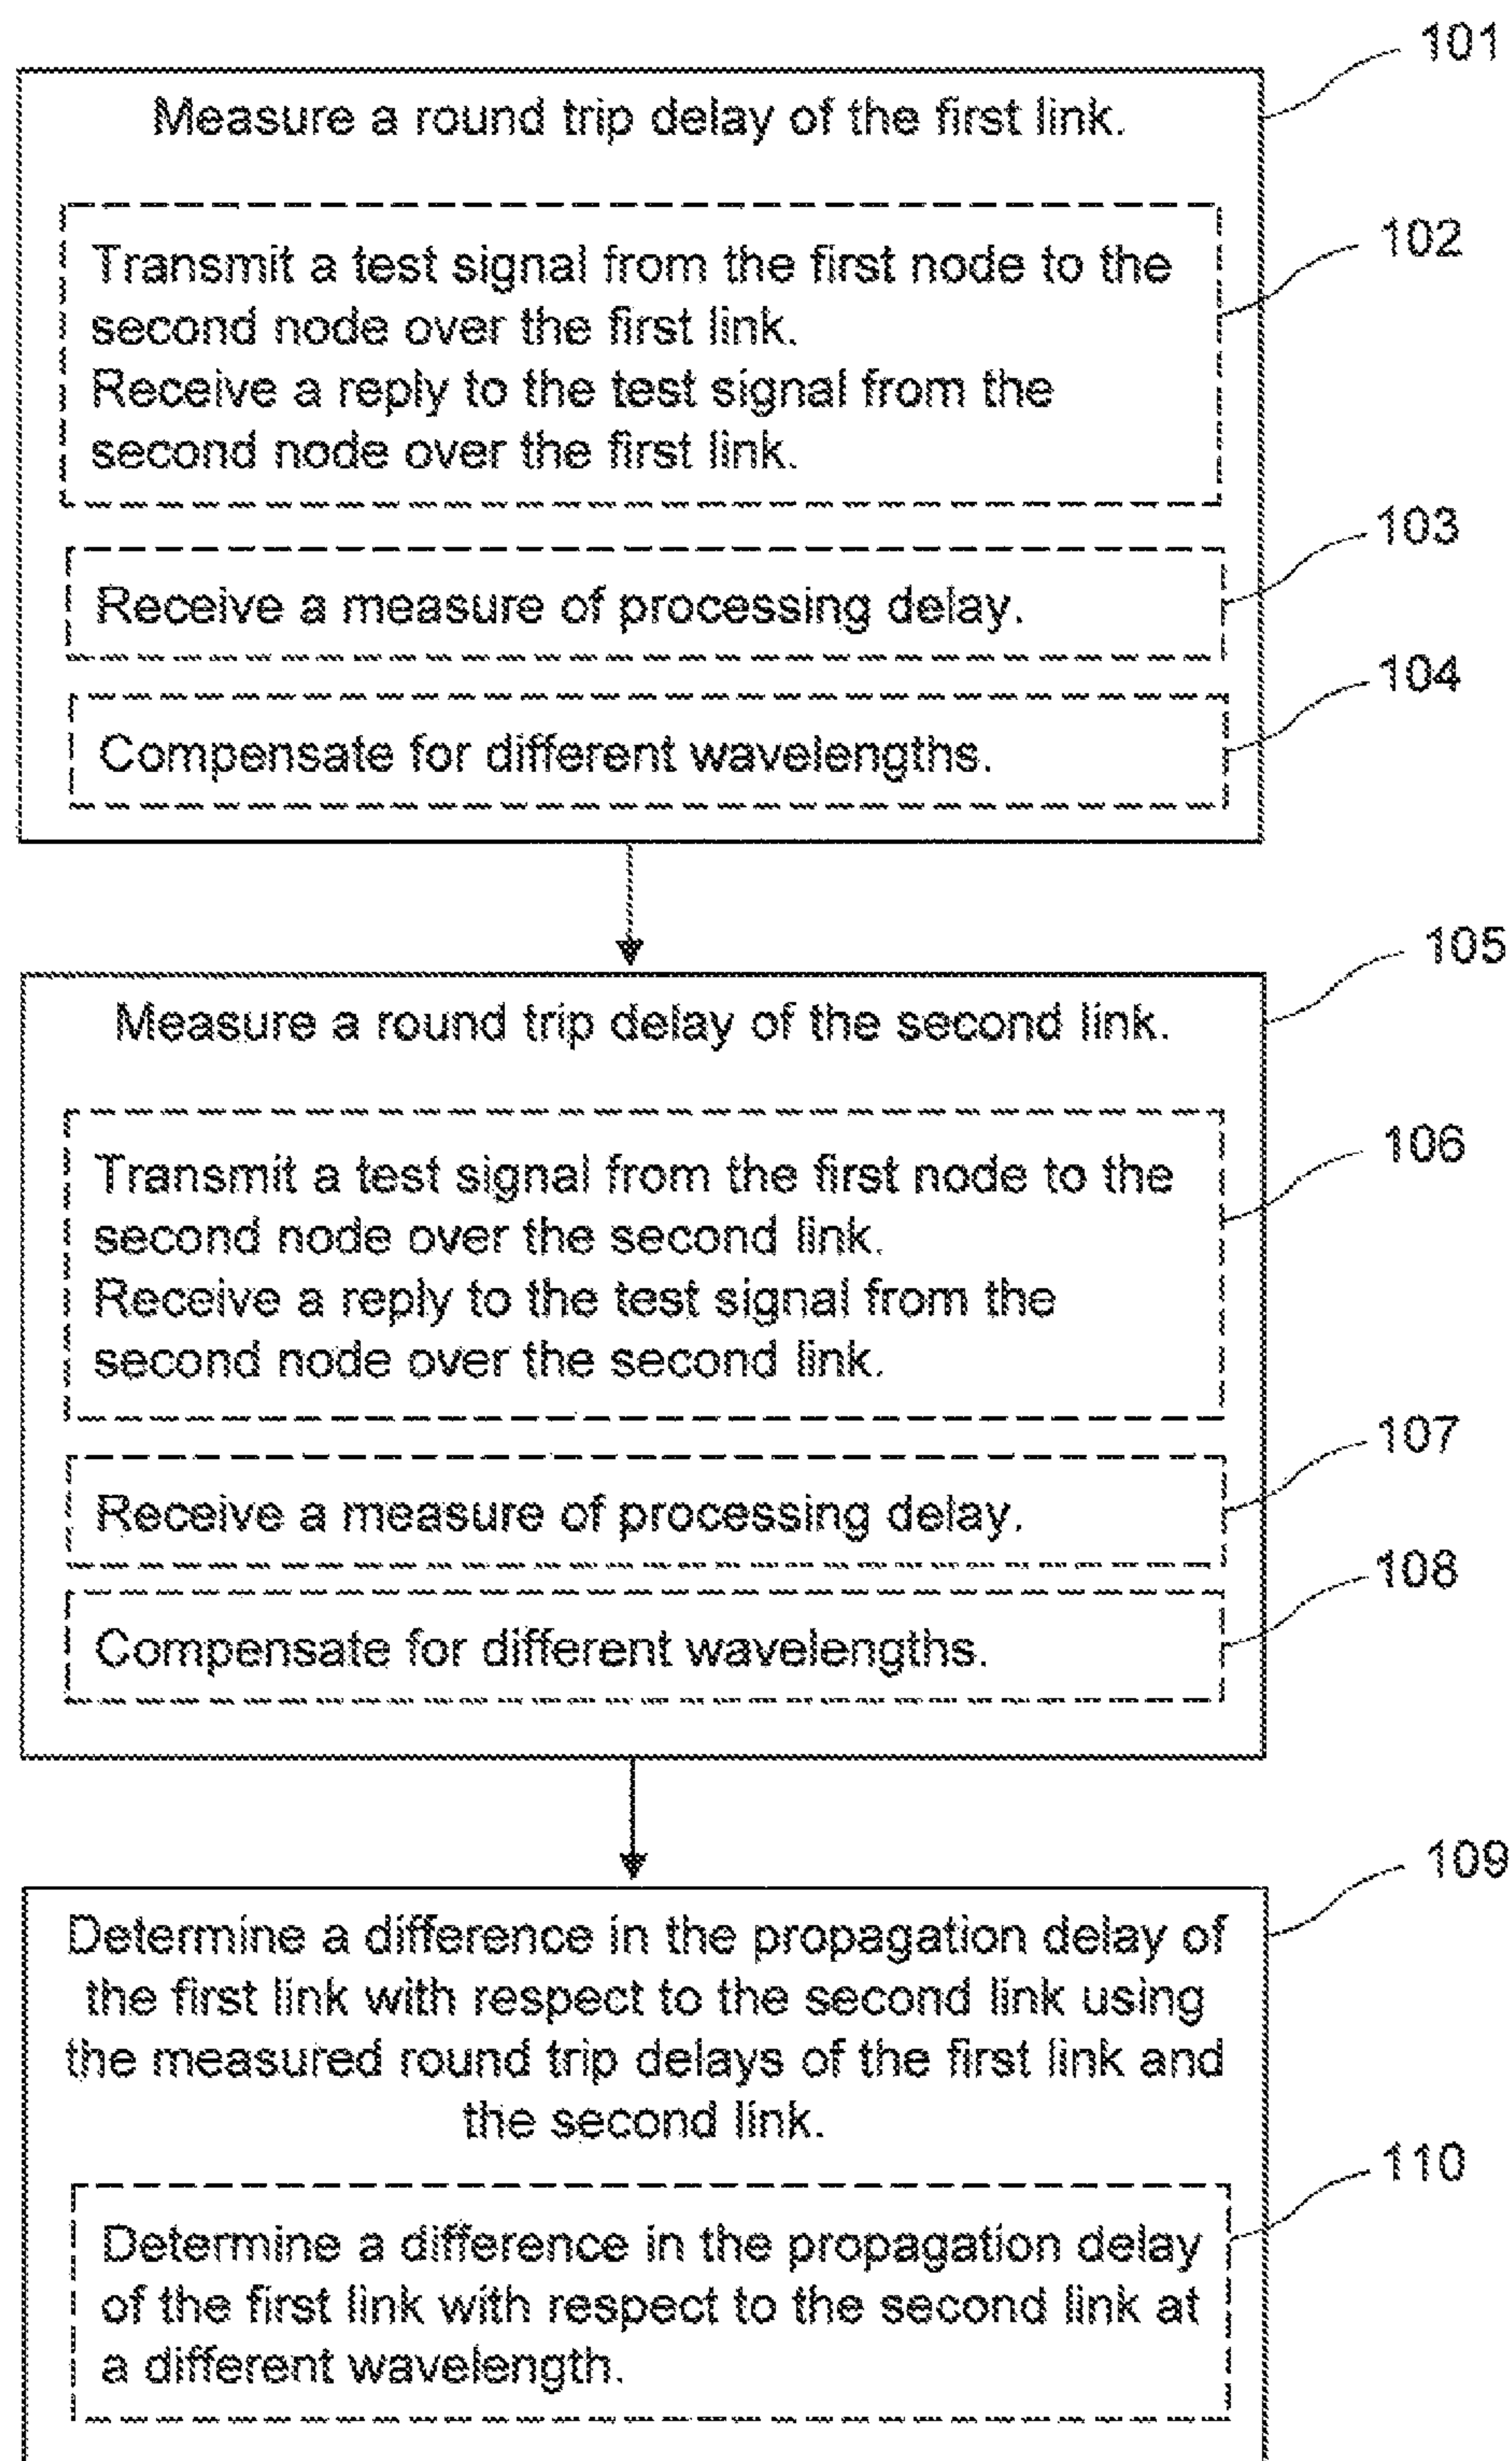 101
Measure a round trip delay of the first link.
102
Transmit a test signal from the first node to the
second node over the first link.
Receive a reply to the test signal from the
second node over the first link.
103
Receive a measure of processing delay.
104
Compensate for different wavelengths.
105
Measure a round trip delay of the second link.
106
Transmit a test signal from the first node to the
second node over the second link.
Receive a reply to the test signal from the
second node over the second link.
107
Receive a measure of processing delay.
108
Compensate for different wavelengths.
109
Determine a difference in the propagation delay of
the first link with respect to the second link using
the measured round trip delays of the first link and
the second link.
110
Determine a difference in the propagation delay
of the first link with respect to the second link at
a different wavelength.